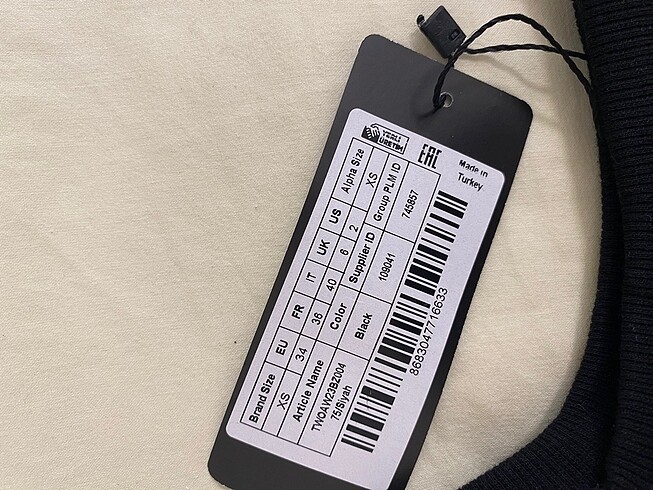 YERLİ
ÜRETİM
EAC
Made in
Turkey
Brand Size EU FR IT UK US Alpha Size
XS 34 36 40 6 2 XS
Article Name Color Supplier ID Group PLM ID
TWOAW23BZ004
75/Siyah
Black 109041 745857
8683047716633